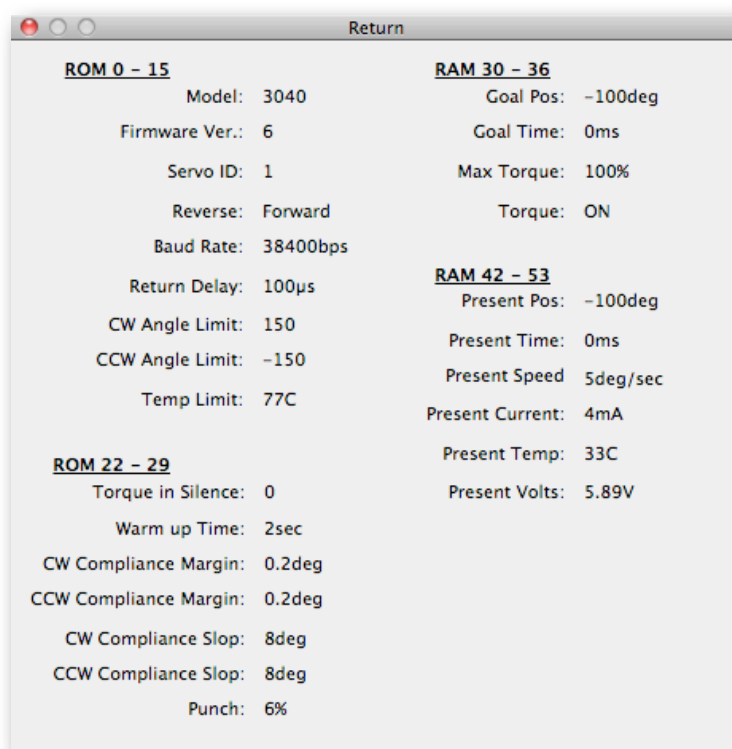 Return
ROM 0 - 15
Model: 3040
Firmware Ver.: 6
Servo ID: 1
Reverse: Forward
Baud Rate: 38400bps
Return Delay: 100µs
CW Angle Limit: 150
CCW Angle Limit: -150
Temp Limit: 77C
ROM 22 - 29
Torque in Silence: 0
Warm up Time: 2sec
CW Compliance Margin: 0.2deg
CCW Compliance Margin: 0.2deg
CW Compliance Slop: 8deg
CCW Compliance Slop: 8deg
Punch: 6%
RAM 30 - 36
Goal Pos: -100deg
Goal Time: 0ms
Max Torque: 100%
Torque: ON
RAM 42 - 53
Present Pos: -100deg
Present Time: 0ms
Present Speed 5deg/sec
Present Current: 4mA
Present Temp: 33C
Present Volts: 5.89V